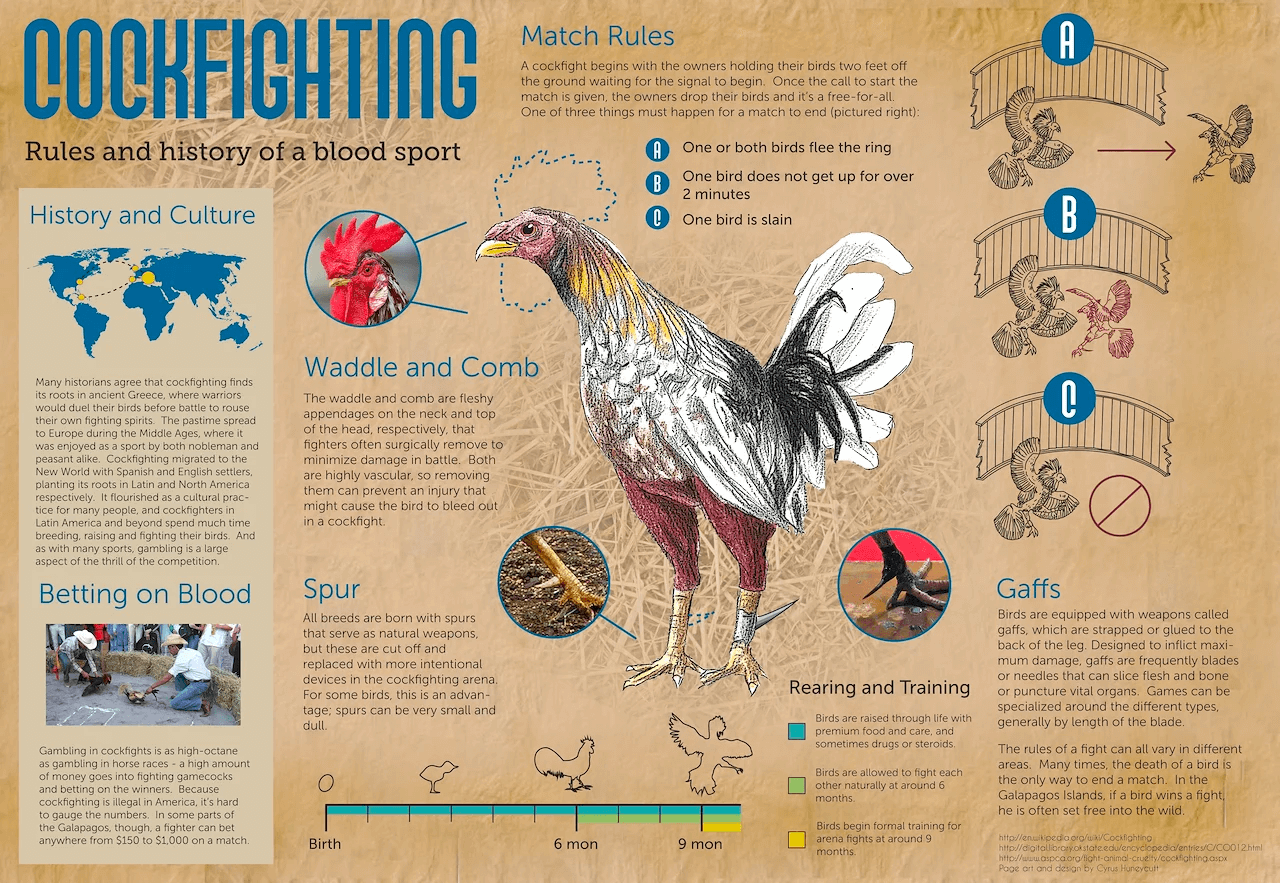 COCKFIGHTING
Rules and history of a blood sport
History and Culture
Many historians agree that cockfighting finds
its roots in ancient Greece, where warriors
would duel their birds before battle to rouse
their own fighting spirits. The pastime spread
to Europe during the Middle Ages, where it
was enjoyed as a sport by both nobleman and
peasant alike. Cockfighting migrated to the
New World with Spanish and English settlers,
planting its roots in Latin and North America
respectively. It flourished as a cultural prac-
tice for many people, and cockfighters in
Latin America and beyond spend much time
breeding, raising and fighting their birds. And
as with many sports, gambling is a large
aspect of the thrill of the competition.
Betting on Blood
Gambling in cockfights is as high-octane
as gambling in horse races - a high amount
of money goes into fighting gamecocks
and betting on the winners. Because
cockfighting is illegal in America, it's hard
to gauge the numbers. In some parts of
the Galapagos, though, a fighter can bet
anywhere from $150 to $1,000 on a match.
Match Rules
A cockfight begins with the owners holding their birds two feet off
the ground waiting for the signal to begin. Once the call to start the
match is given, the owners drop their birds and it's a free-for-all.
One of three things must happen for a match to end (pictured right):
A One or both birds flee the ring
B One bird does not get up for over
2 minutes
C One bird is slain
A
B
C
Waddle and Comb
The waddle and comb are fleshy
appendages on the neck and top
of the head, respectively, that
fighters often surgically remove to
minimize damage in battle. Both
are highly vascular, so removing
them can prevent an injury that
might cause the bird to bleed out
in a cockfight.
Spur
All breeds are born with spurs
that serve as natural weapons,
but these are cut off and
replaced with more intentional
devices in the cockfighting arena.
For some birds, this is an advan-
tage; spurs can be very small and
dull.
Gaffs
Birds are equipped with weapons called
gaffs, which are strapped or glued to the
back of the leg. Designed to inflict maxi-
mum damage, gaffs are frequently blades
or needles that can slice flesh and bone
or puncture vital organs. Games can be
specialized around the different types,
generally by length of the blade.
The rules of a fight can all vary in different
areas. Many times, the death of a bird is
the only way to end a match. In the
Galapagos Islands, if a bird wins a fight,
he is often set free into the wild.
Rearing and Training
Birds are raised through life with
premium food and care, and
sometimes drugs or steroids.
Birds are allowed to fight each
other naturally at around 6
months.
Birds begin formal training for
arena fights at around 9
months.
Birth
6 mon
9 mon
http://en.wikipedia.org/wiki/Cockfighting
http://digital.library.okstate.edu/encyclopedia/entries/C/CO012.html
http://www.aspca.org/fight-animal-cruelty/cockfighting.aspx
Page art and design by Cyrus Huneycutt